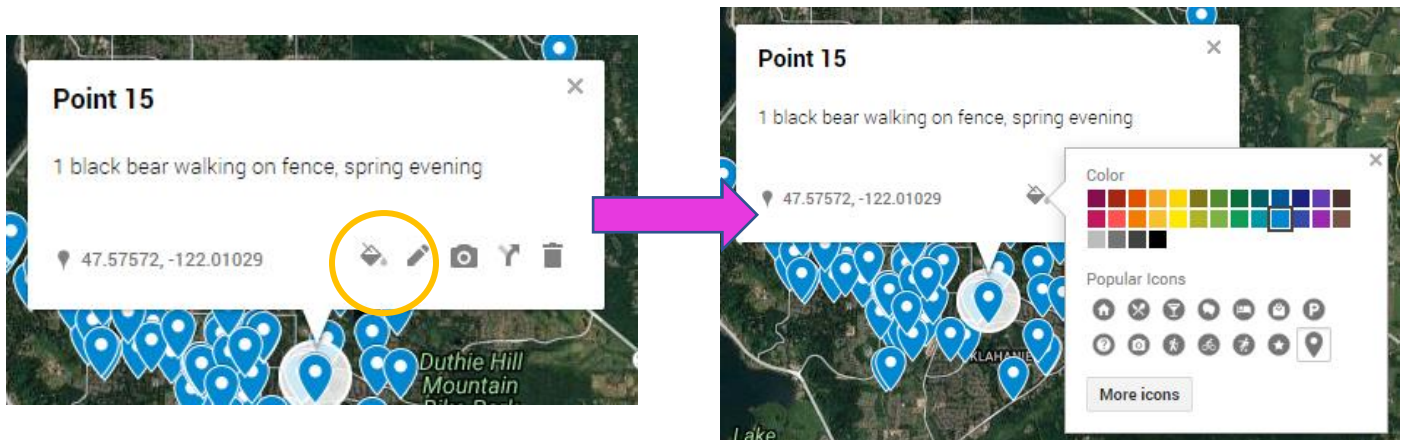 Point 15
1 black bear walking on fence, spring evening
47.57572, -122.01029
Duthie Hill
Mountain
Bike Park
Point 15
1 black bear walking on fence, spring evening
47.57572, -122.01029
Color
Popular Icons
P
?
More icons
KLAHANIE
Lake